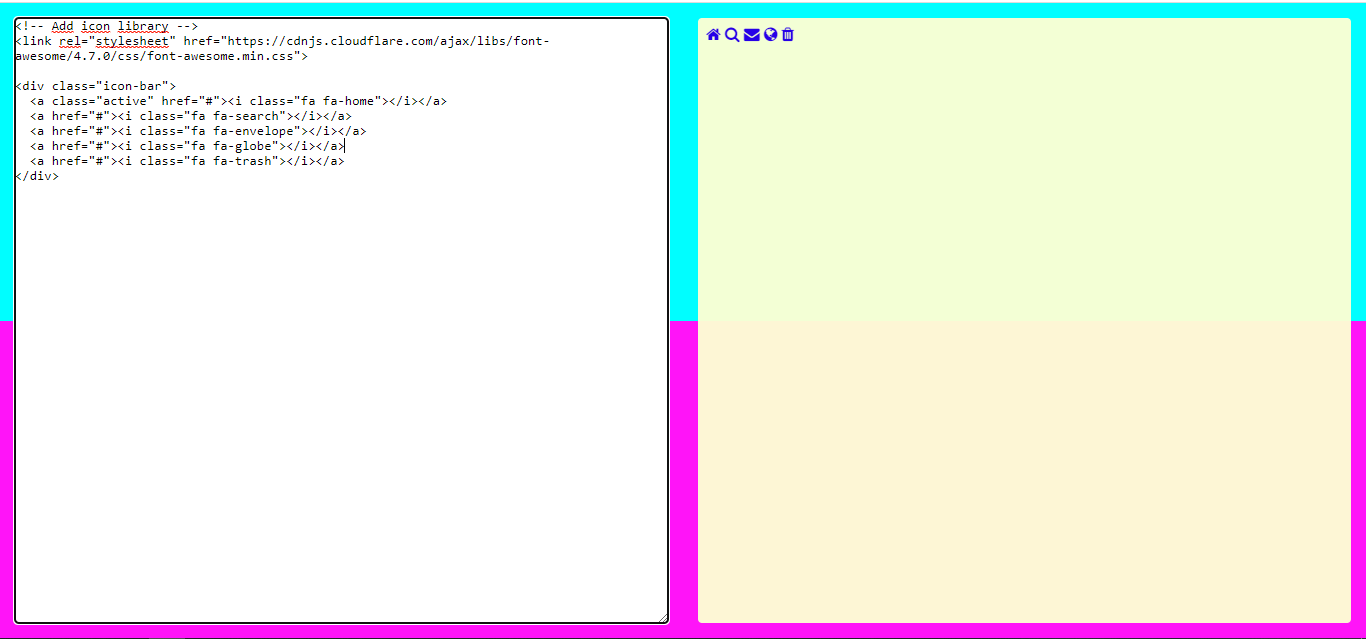 <!-- Add icon library -->
<link rel="stylesheet" href="https://cdnjs.cloudflare.com/ajax/libs/font-
awesome/4.7.0/css/font-awesome.min.css">
<div class="icon-bar">
  <a class="active" href="#"><i class="fa fa-home"></i></a>
  <a href="#"><i class="fa fa-search"></i></a>
  <a href="#"><i class="fa fa-envelope"></i></a>
  <a href="#"><i class="fa fa-globe"></i></a>
  <a href="#"><i class="fa fa-trash"></i></a>
</div>